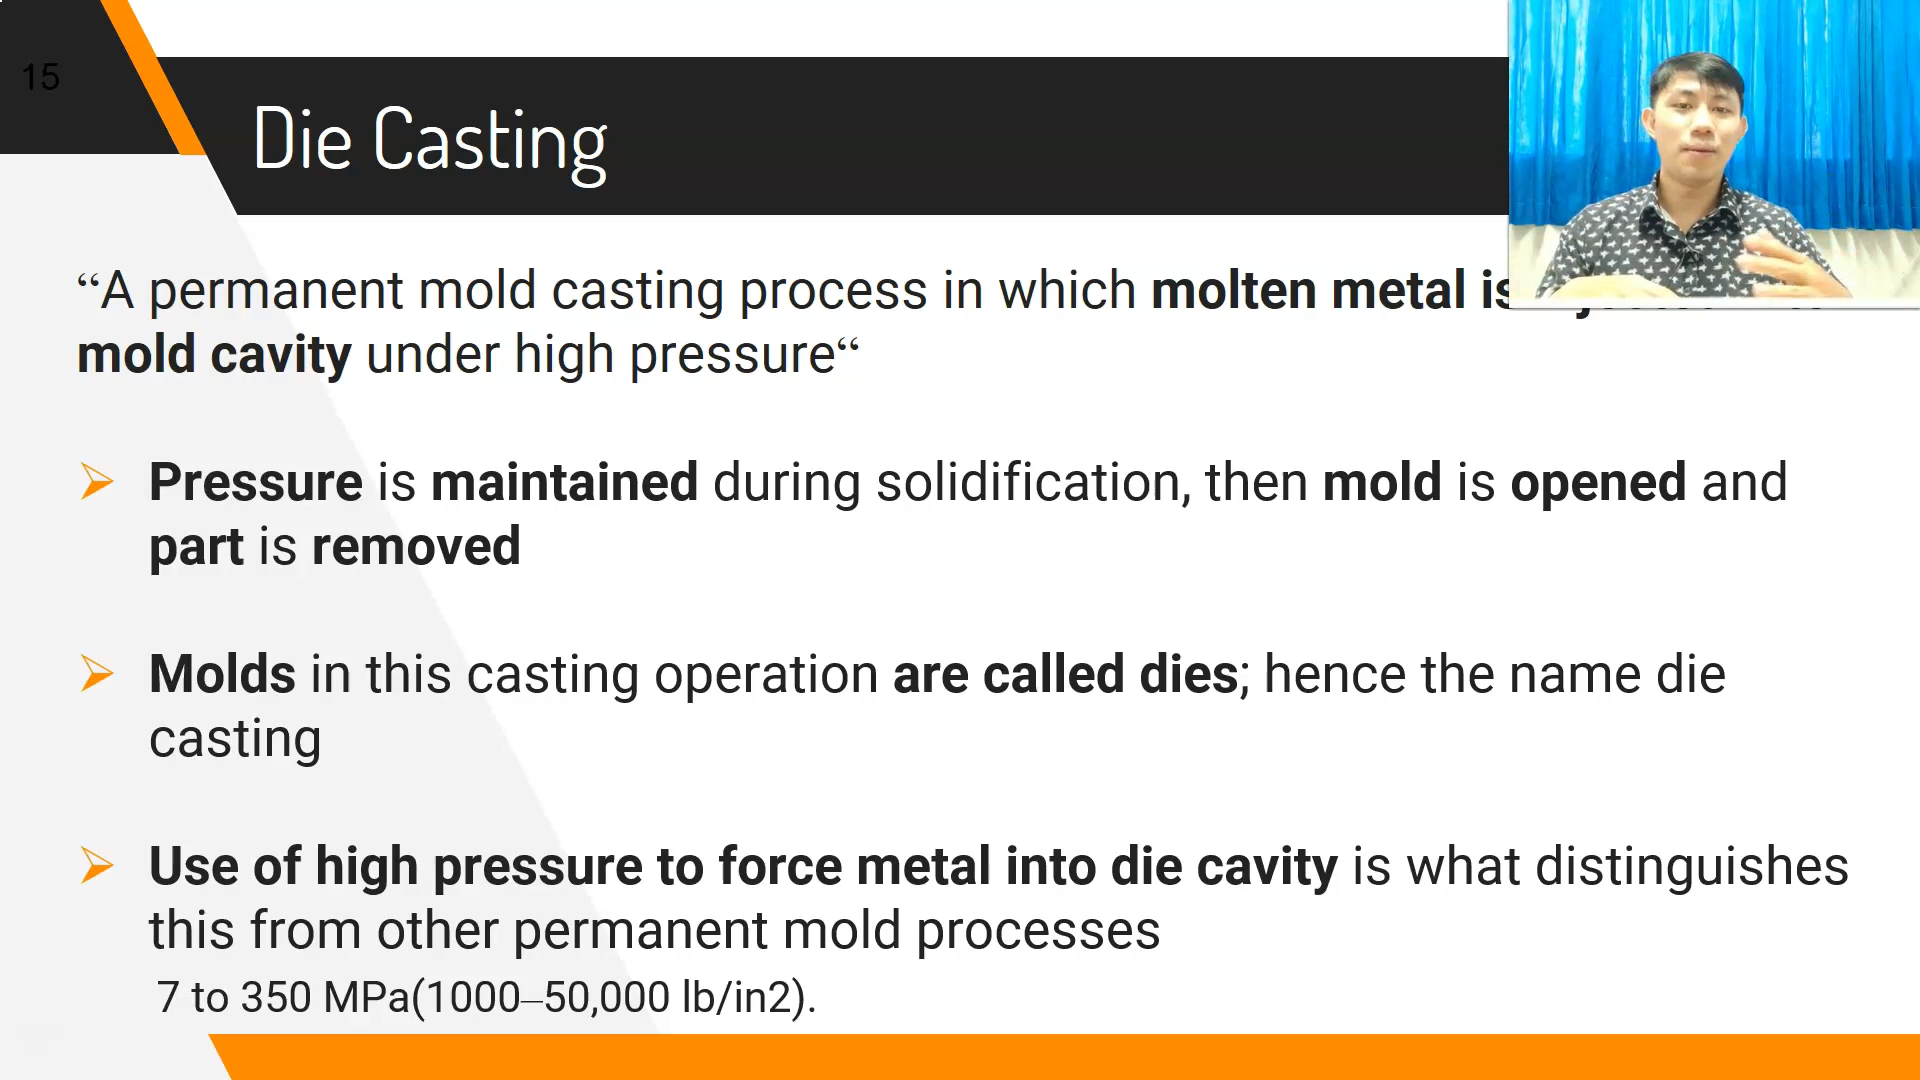 15
Die Casting
“A permanent mold casting process in which molten metal is
mold cavity under high pressure“
➢ Pressure is maintained during solidification, then mold is opened and
part is removed
➢ Molds in this casting operation are called dies; hence the name die
casting
➢ Use of high pressure to force metal into die cavity is what distinguishes
this from other permanent mold processes
7 to 350 MPa(1000–50,000 lb/in2).